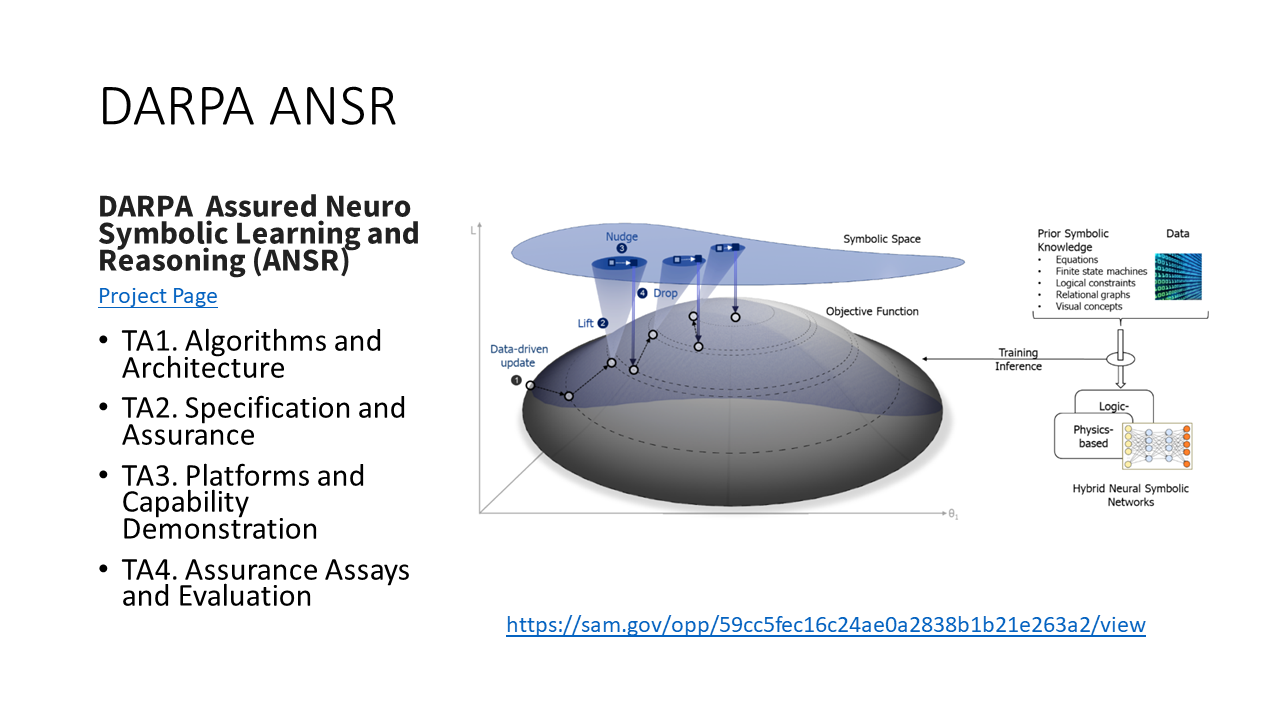 DARPA ANSR
DARPA  Assured Neuro
Symbolic Learning and
Reasoning (ANSR)
Project Page
• TA1. Algorithms and
Architecture
• TA2. Specification and
Assurance
• TA3. Platforms and
Capability
Demonstration
• TA4. Assurance Assays
and Evaluation
L
Nudge
3
Symbolic Space
4 Drop
Lift 2
Objective Function
Data-driven
update
1
θ1
Prior Symbolic
Knowledge
• Equations
• Finite state machines
• Logical constraints
• Relational graphs
• Visual concepts
Data
Training
Inference
Logic-
Physics-
based
Hybrid Neural Symbolic
Networks
https://sam.gov/opp/59cc5fec16c24ae0a2838b1b21e263a2/view